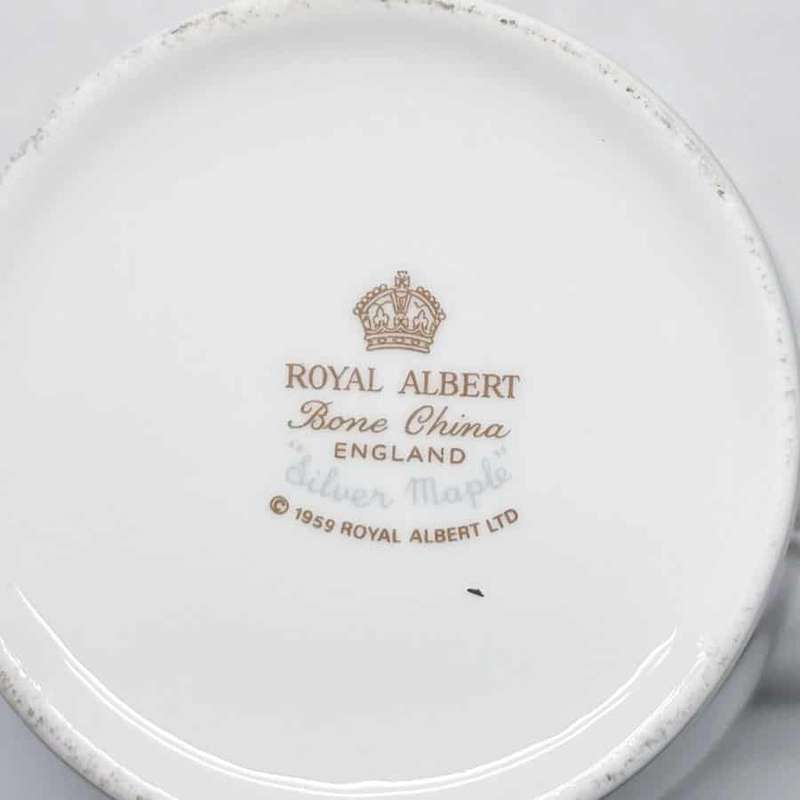 ROYAL ALBERT
Bone China
ENGLAND
"Silver Maple"
© 1959 ROYAL ALBERT LTD